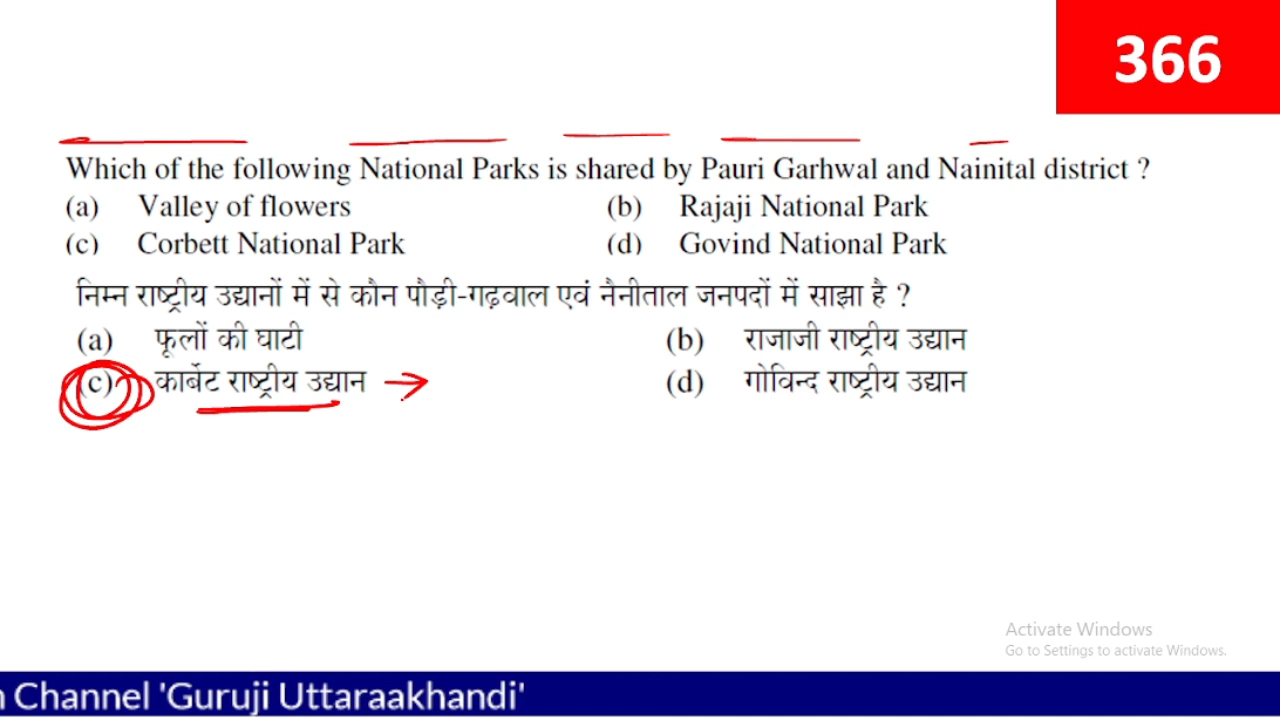 366
Which of the following National Parks is shared by Pauri Garhwal and Nainital district ?
(a) Valley of flowers (b) Rajaji National Park
(c) Corbett National Park (d) Govind National Park
निम्न राष्ट्रीय उद्यानों में से कौन पौड़ी-गढ़वाल एवं नैनीताल जनपदों में साझा है ?
(a) फूलों की घाटी (b) राजाजी राष्ट्रीय उद्यान
(c) कार्बेट राष्ट्रीय उद्यान (d) गोविन्द राष्ट्रीय उद्यान
Activate Windows
Go to Settings to activate Windows.
Channel 'Guruji Uttaraakhandi'